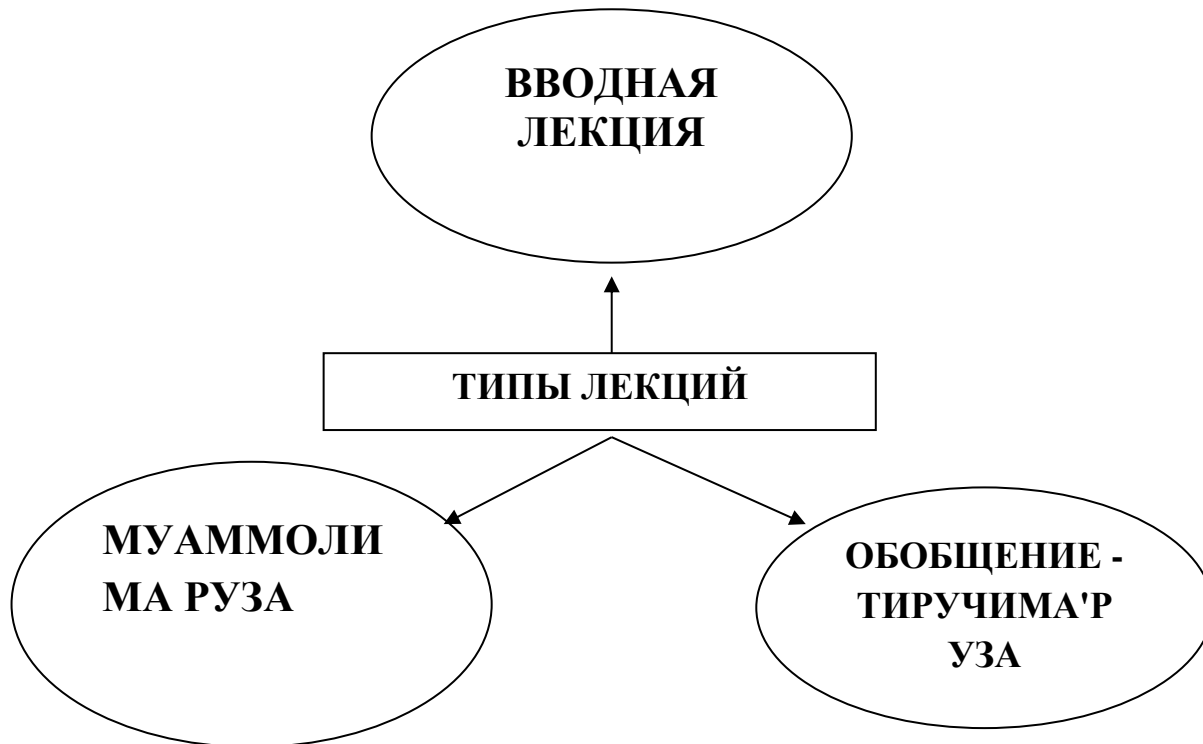 ВВОДНАЯ
ЛЕКЦИЯ
ТИПЫ ЛЕКЦИЙ
МУАММОЛИ
МА РУЗА
ОБОБЩЕНИЕ -
ТИРУЧИМА'Р
УЗА